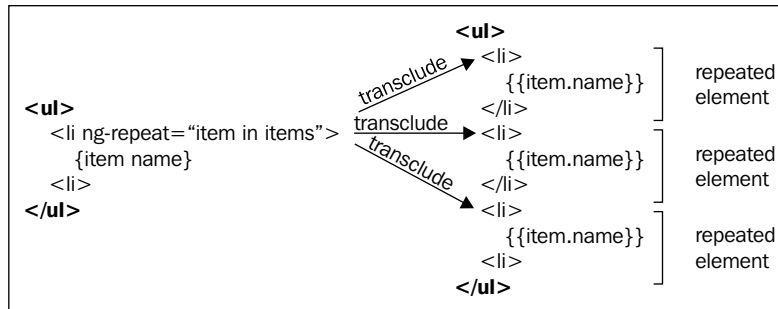 <ul>
<li ng-repeat=“item in items”>
{item name}
<li>
</ul>
transclude
transclude
transclude
<ul>
<li>
{{item.name}}
</li>
<li>
{{item.name}}
</li>
<li>
{{item.name}}
<li>
</ul>
repeated
element
repeated
element
repeated
element